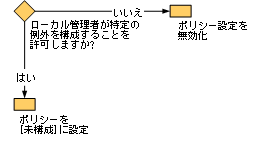 いいえ
ローカル管理者が特定の
例外を構成することを
許可しますか?
ポリシー設定を
無効化
はい
ポリシーを
[未構成]に設定